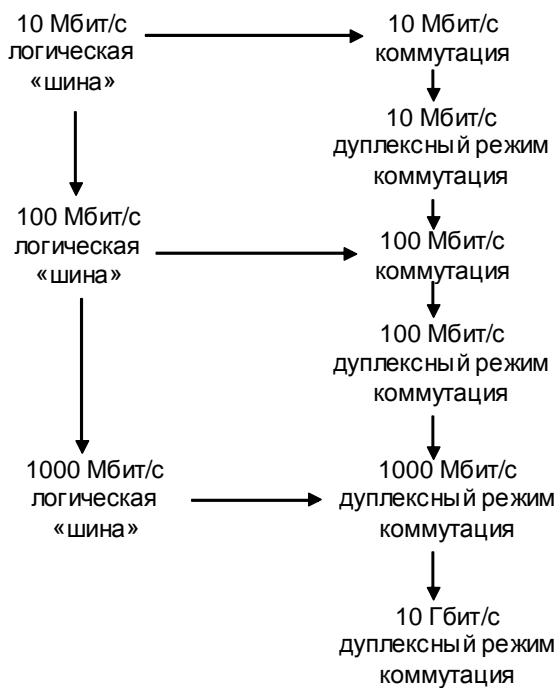 10 Мбит/с
логическая
«шина»
10 Мбит/с
коммутация
10 Мбит/с
дуплексный режим
коммутация
100 Мбит/с
логическая
«шина»
100 Мбит/с
коммутация
100 Мбит/с
дуплексный режим
коммутация
1000 Мбит/с
логическая
«шина»
1000 Мбит/с
дуплексный режим
коммутация
10 Гбит/с
дуплексный режим
коммутация